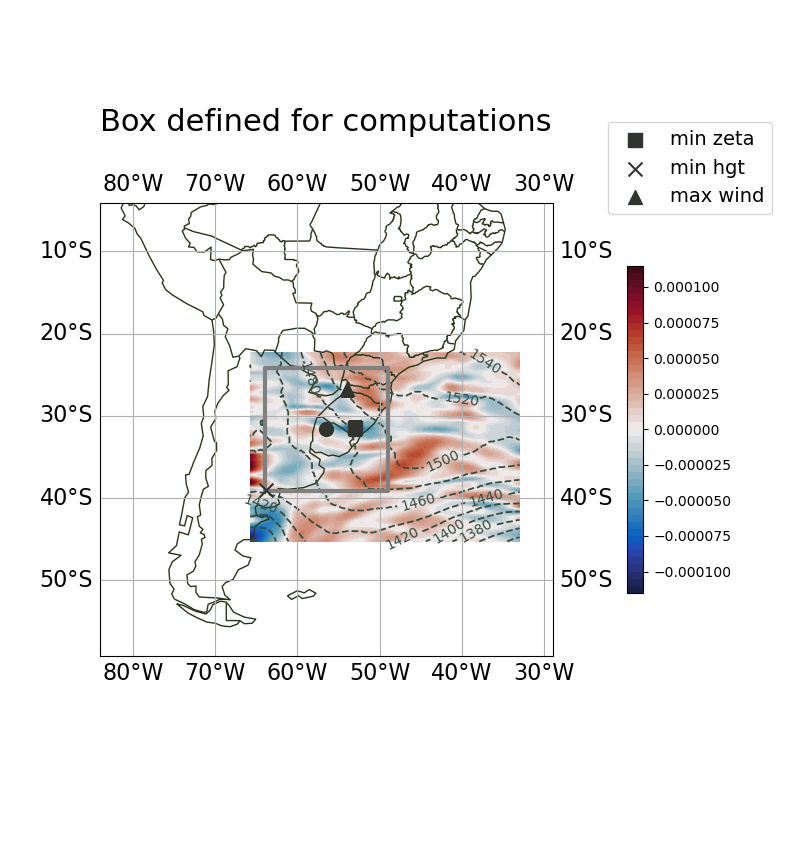 Box defined for computations
min zeta
min hgt
max wind
80°W 70°W 60°W 50°W 40°W 30°W
10°S 10°S
20°S 20°S
30°S 30°S
40°S 40°S
50°S 50°S
80°W 70°W 60°W 50°W 40°W 30°W
1540
1520
1500
1460
1440
1420
1400
1380
0.000100
0.000075
0.000050
0.000025
0.000000
−0.000025
−0.000050
−0.000075
−0.000100